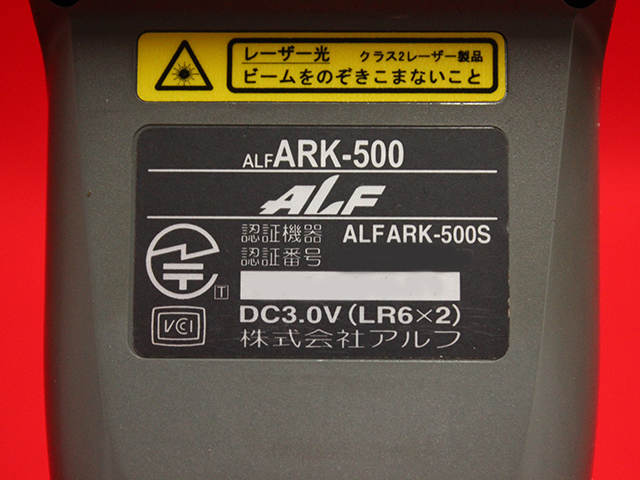 レーザー光 クラス2レーザー製品
ビームをのぞきこまないこと
ALFARK-500
ALF
認証機器 ALFARK-500S
認証番号
T
VCI
DC3.0V(LR6×2)
株式会社アルフ